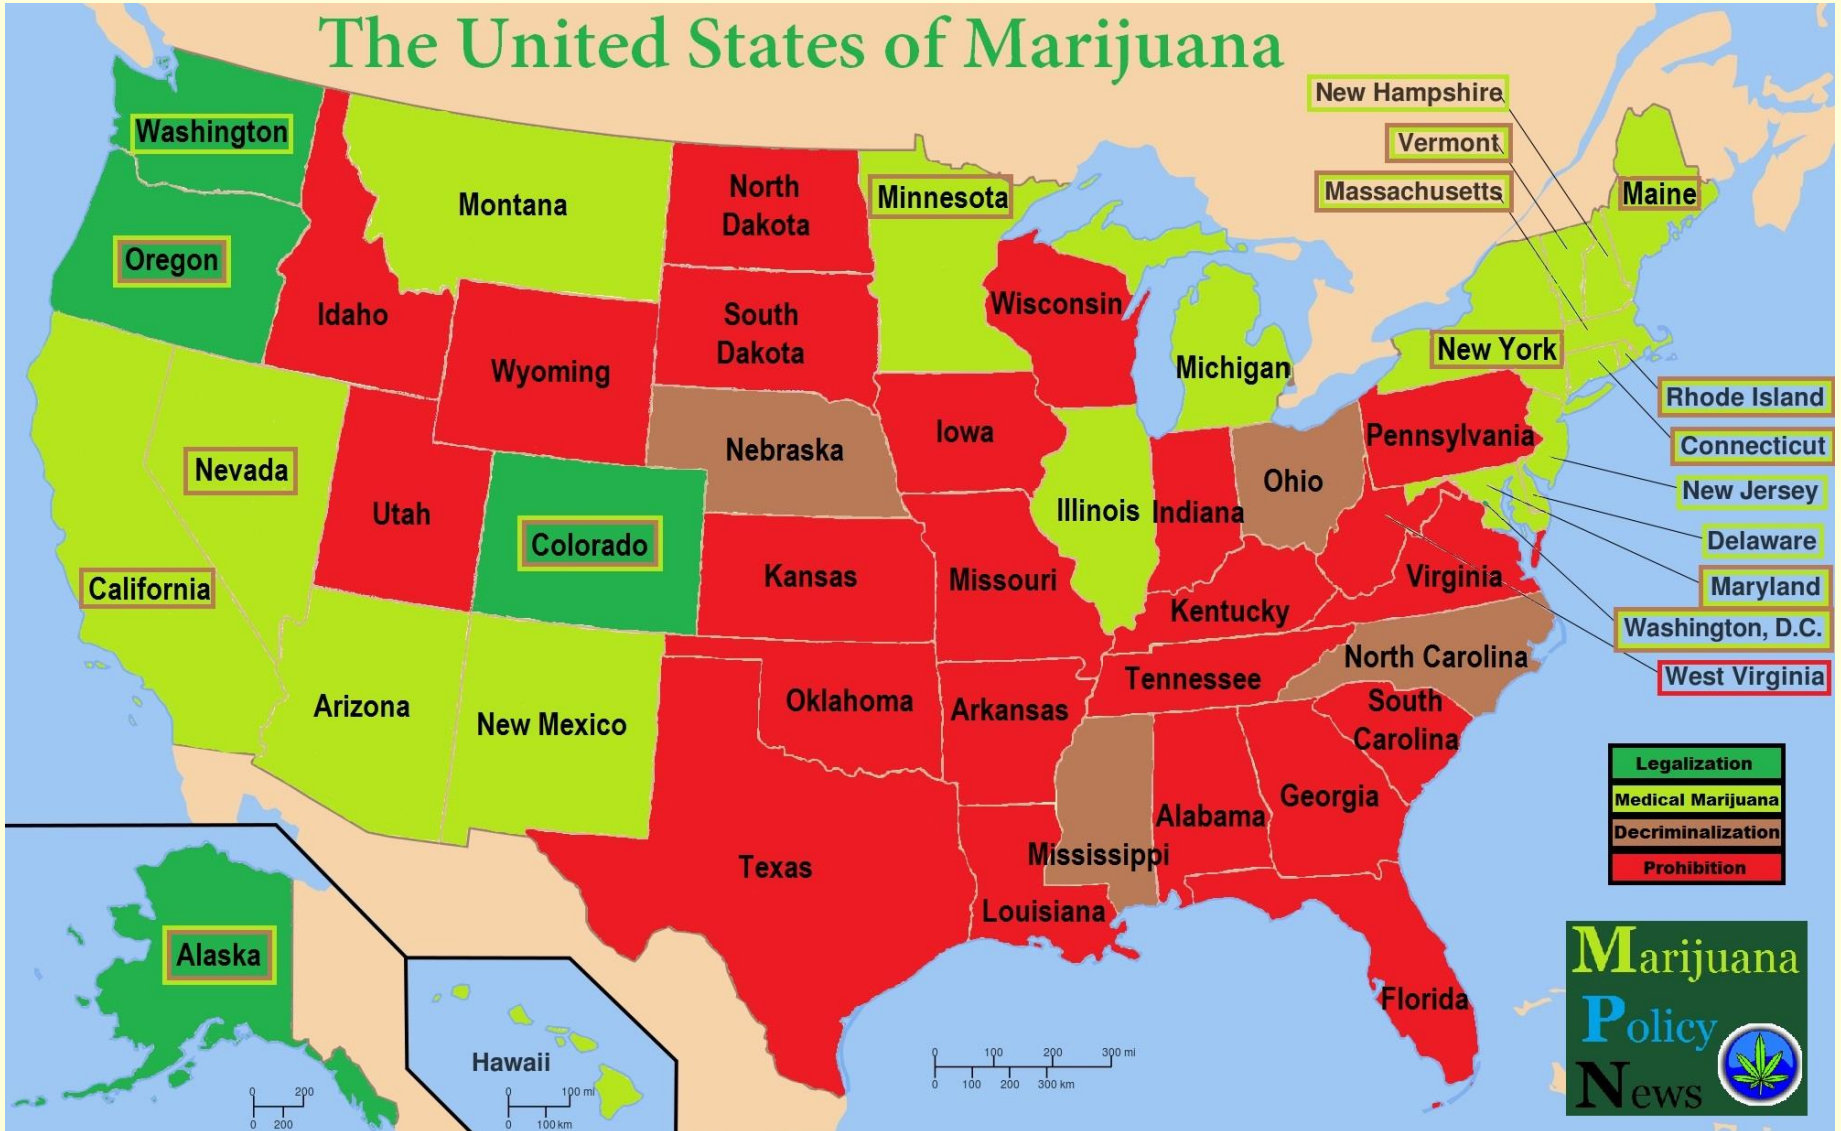 The United States of Marijuana
New Hampshire
Vermont
Massachusetts
Maine
Washington
Montana
North
Dakota
Minnesota
Oregon
Idaho
Wisconsin
South
Dakota
Wyoming
Michigan
New York
Rhode Island
Connecticut
Pennsylvania
Iowa
Nebraska
Nevada
Ohio
New Jersey
Utah
Illinois
Indiana
Colorado
Delaware
California
Kansas
Missouri
Virginia
Maryland
Kentucky
Washington, D.C.
North Carolina
West Virginia
Tennessee
Arizona
New Mexico
Oklahoma
Arkansas
South
Carolina
Georgia
Alabama
Mississippi
Texas
Louisiana
Florida
Alaska
Hawaii
Legalization
Medical Marijuana
Decriminalization
Prohibition
Marijuana
Policy
News
0 200
0 200
0 100 mi
0 100 km
0 100 200 300 mi
0 100 200 300 km